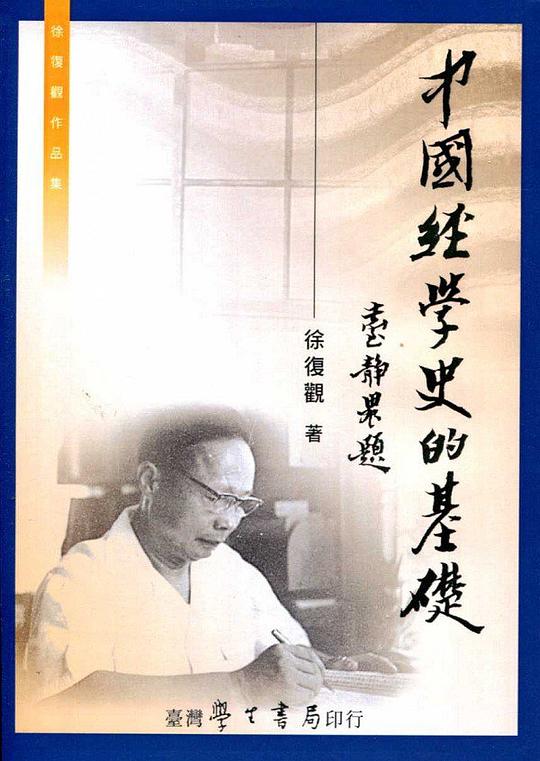 徐復觀作品集
中國經學史的基礎
臺靜農題
徐復觀 著
臺灣學生書局印行